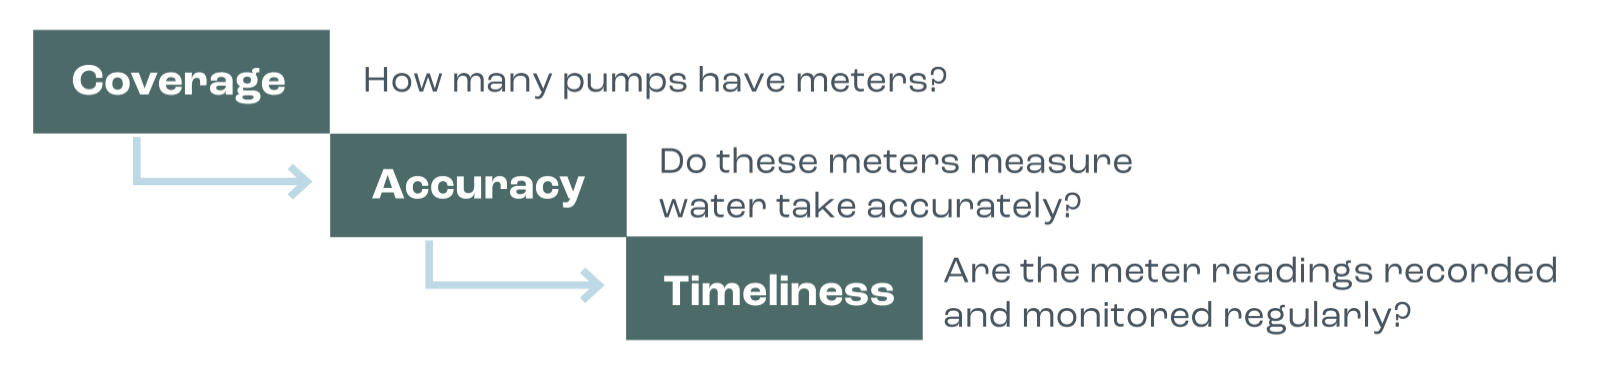 Coverage
How many pumps have meters?
Accuracy
Do these meters measure
water take accurately?
Timeliness
Are the meter readings recorded
and monitored regularly?